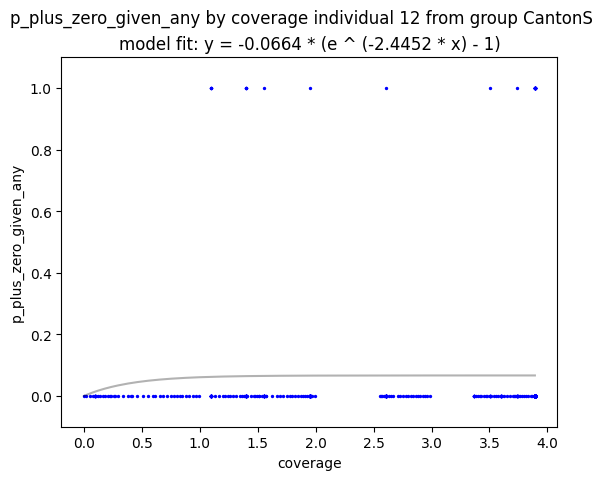 p_plus_zero_given_any by coverage individual 12 from group CantonS
model fit: y = -0.0664 * (e ^ (-2.4452 * x) - 1)
p_plus_zero_given_any
1.0
0.8
0.6
0.4
0.2
0.0
0.0 0.5 1.0 1.5 2.0 2.5 3.0 3.5 4.0
coverage